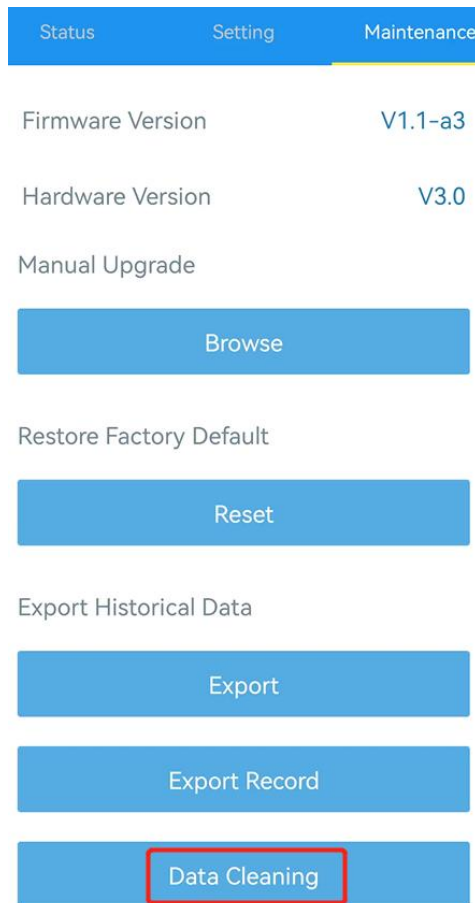 Status Setting Maintenance
Firmware Version V1.1-a3
Hardware Version V3.0
Manual Upgrade
Browse
Restore Factory Default
Reset
Export Historical Data
Export
Export Record
Data Cleaning